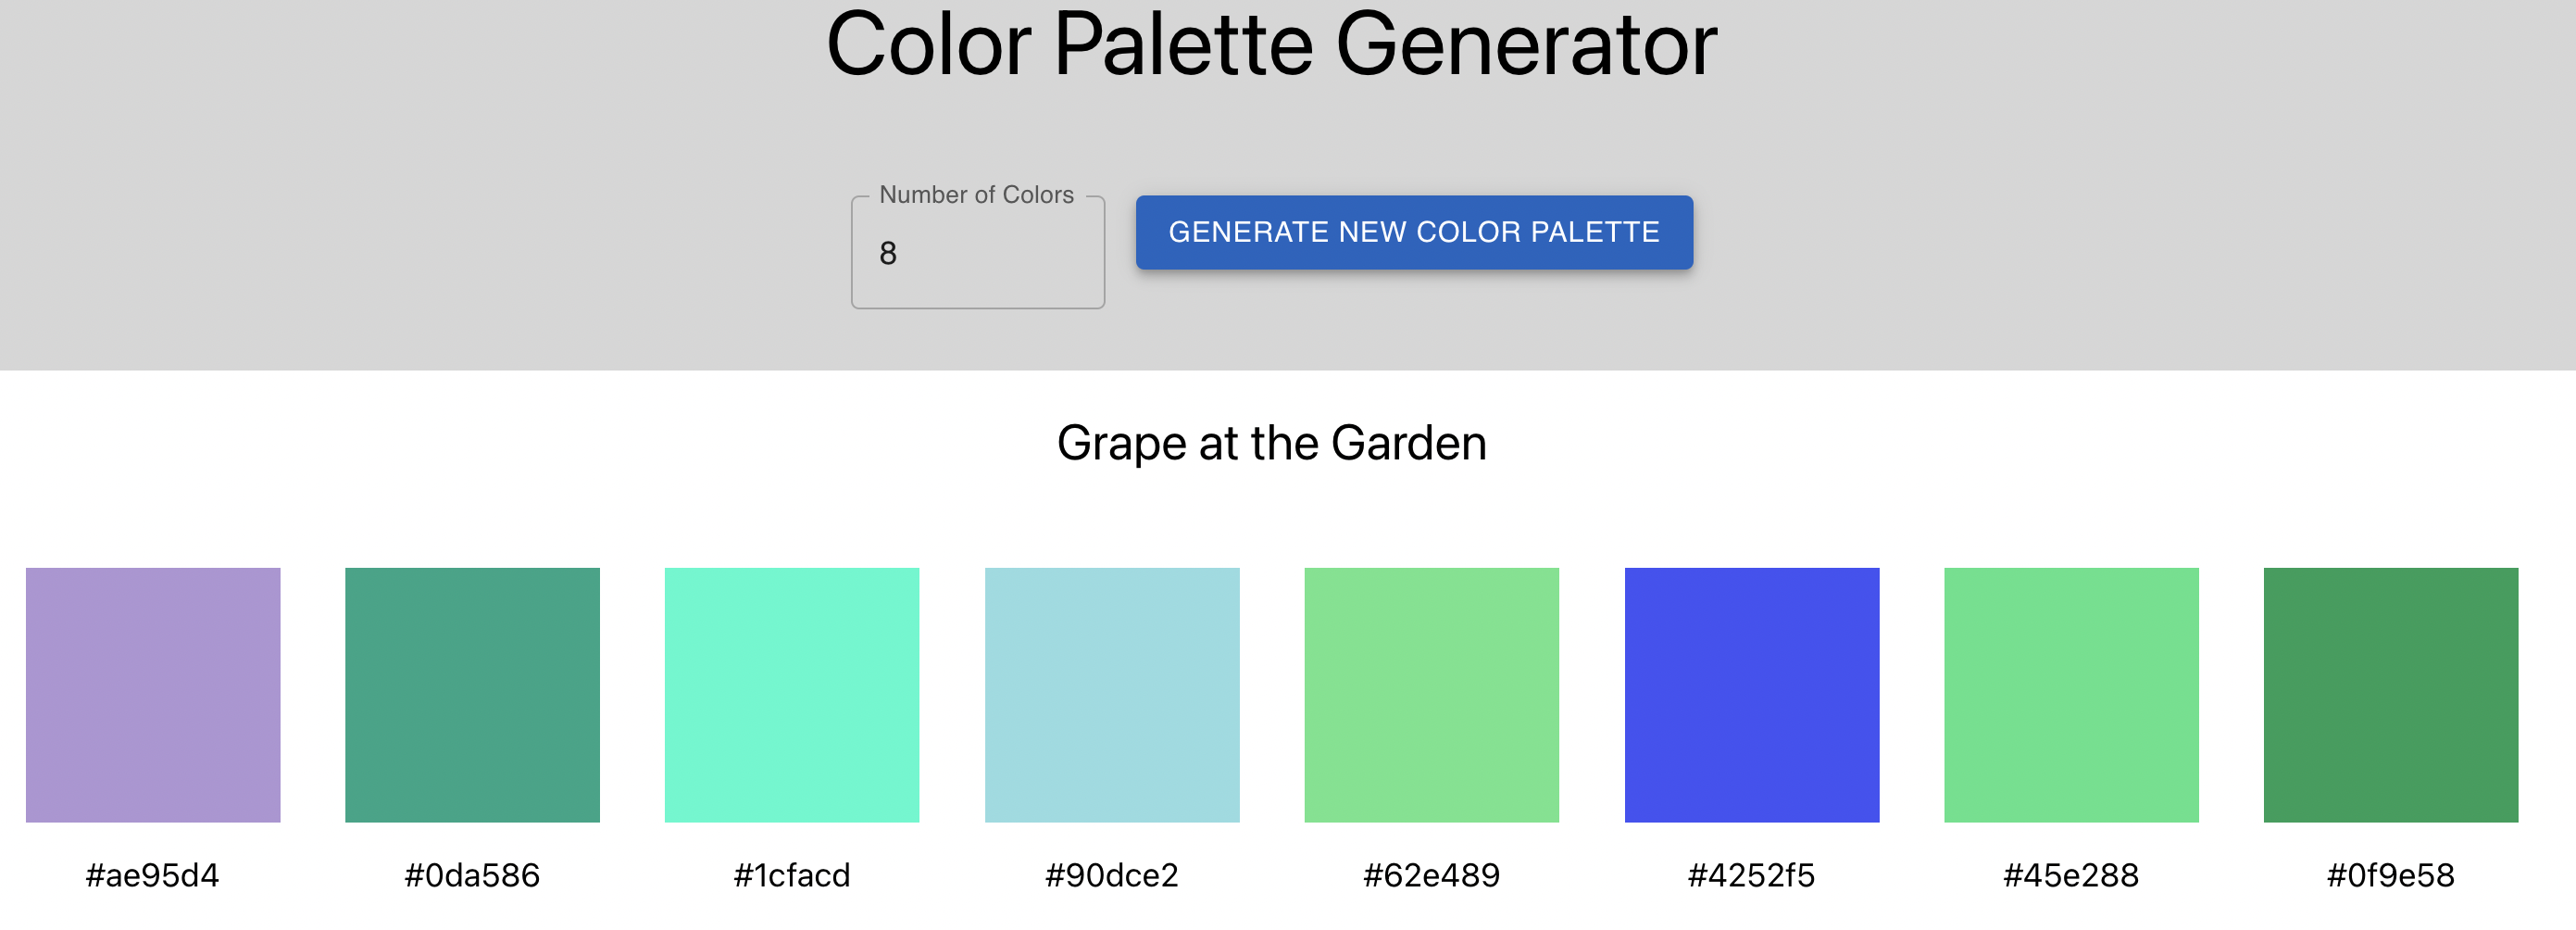 Color Palette Generator
Number of Colors
8
GENERATE NEW COLOR PALETTE
Grape at the Garden
#ae95d4 #0da586 #1cfacd #90dce2 #62e489 #4252f5 #45e288 #0f9e58